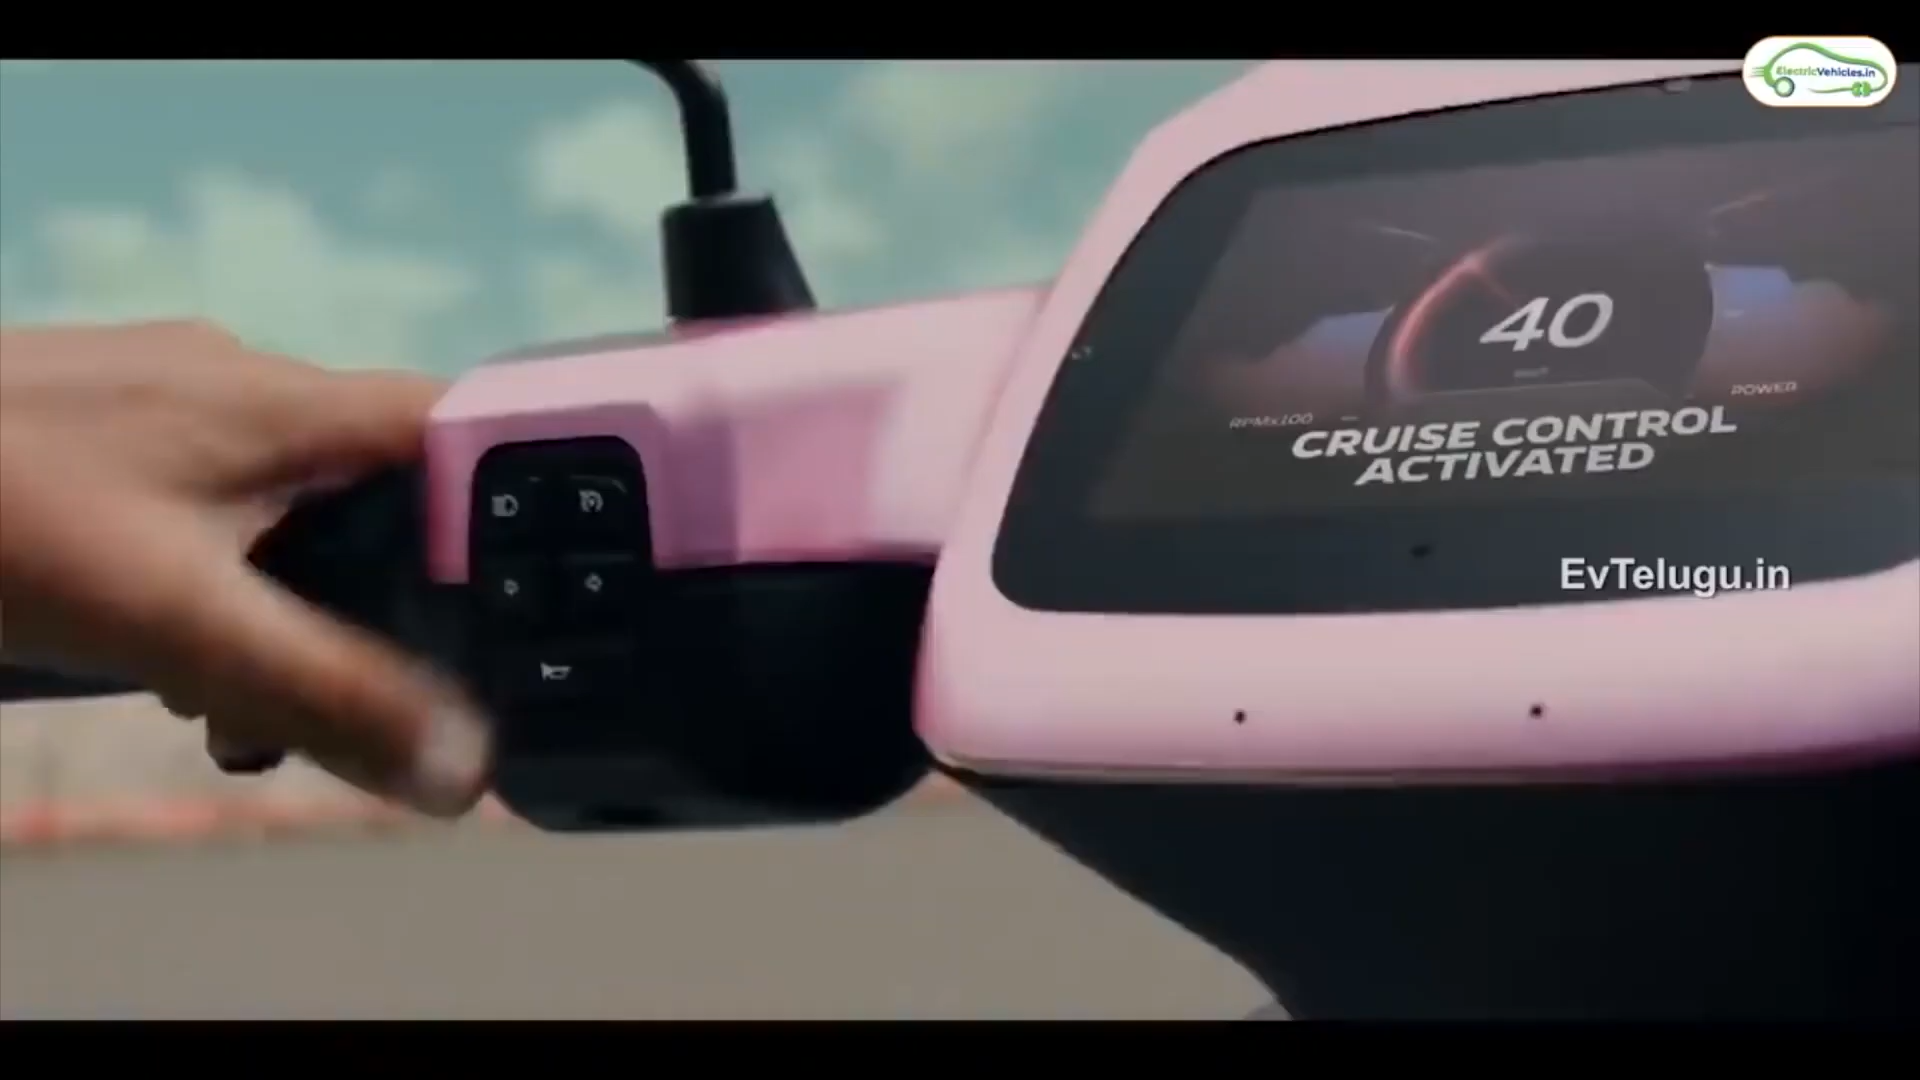 ElectricVehicles.in
40
RPMx100
POWER
CRUISE CONTROL
ACTIVATED
EvTelugu.in